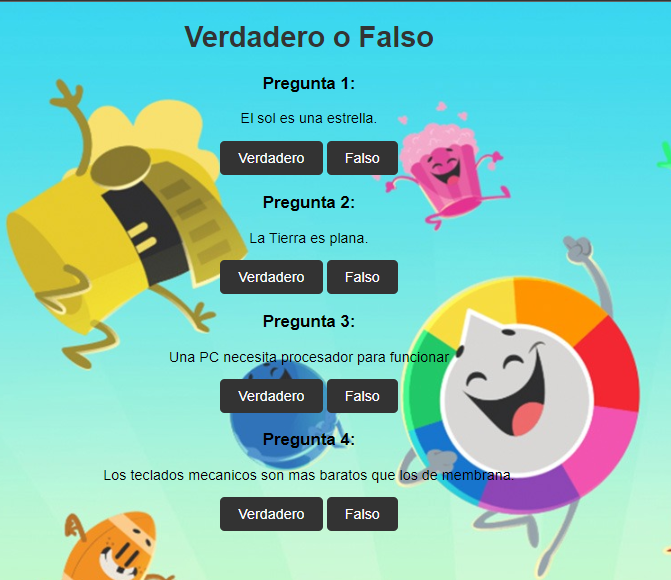 Verdadero o Falso
Pregunta 1:
El sol es una estrella.
Verdadero Falso
Pregunta 2:
La Tierra es plana.
Verdadero Falso
Pregunta 3:
Una PC necesita procesador para funcionar
Verdadero Falso
Pregunta 4:
Los teclados mecanicos son mas baratos que los de membrana.
Verdadero Falso